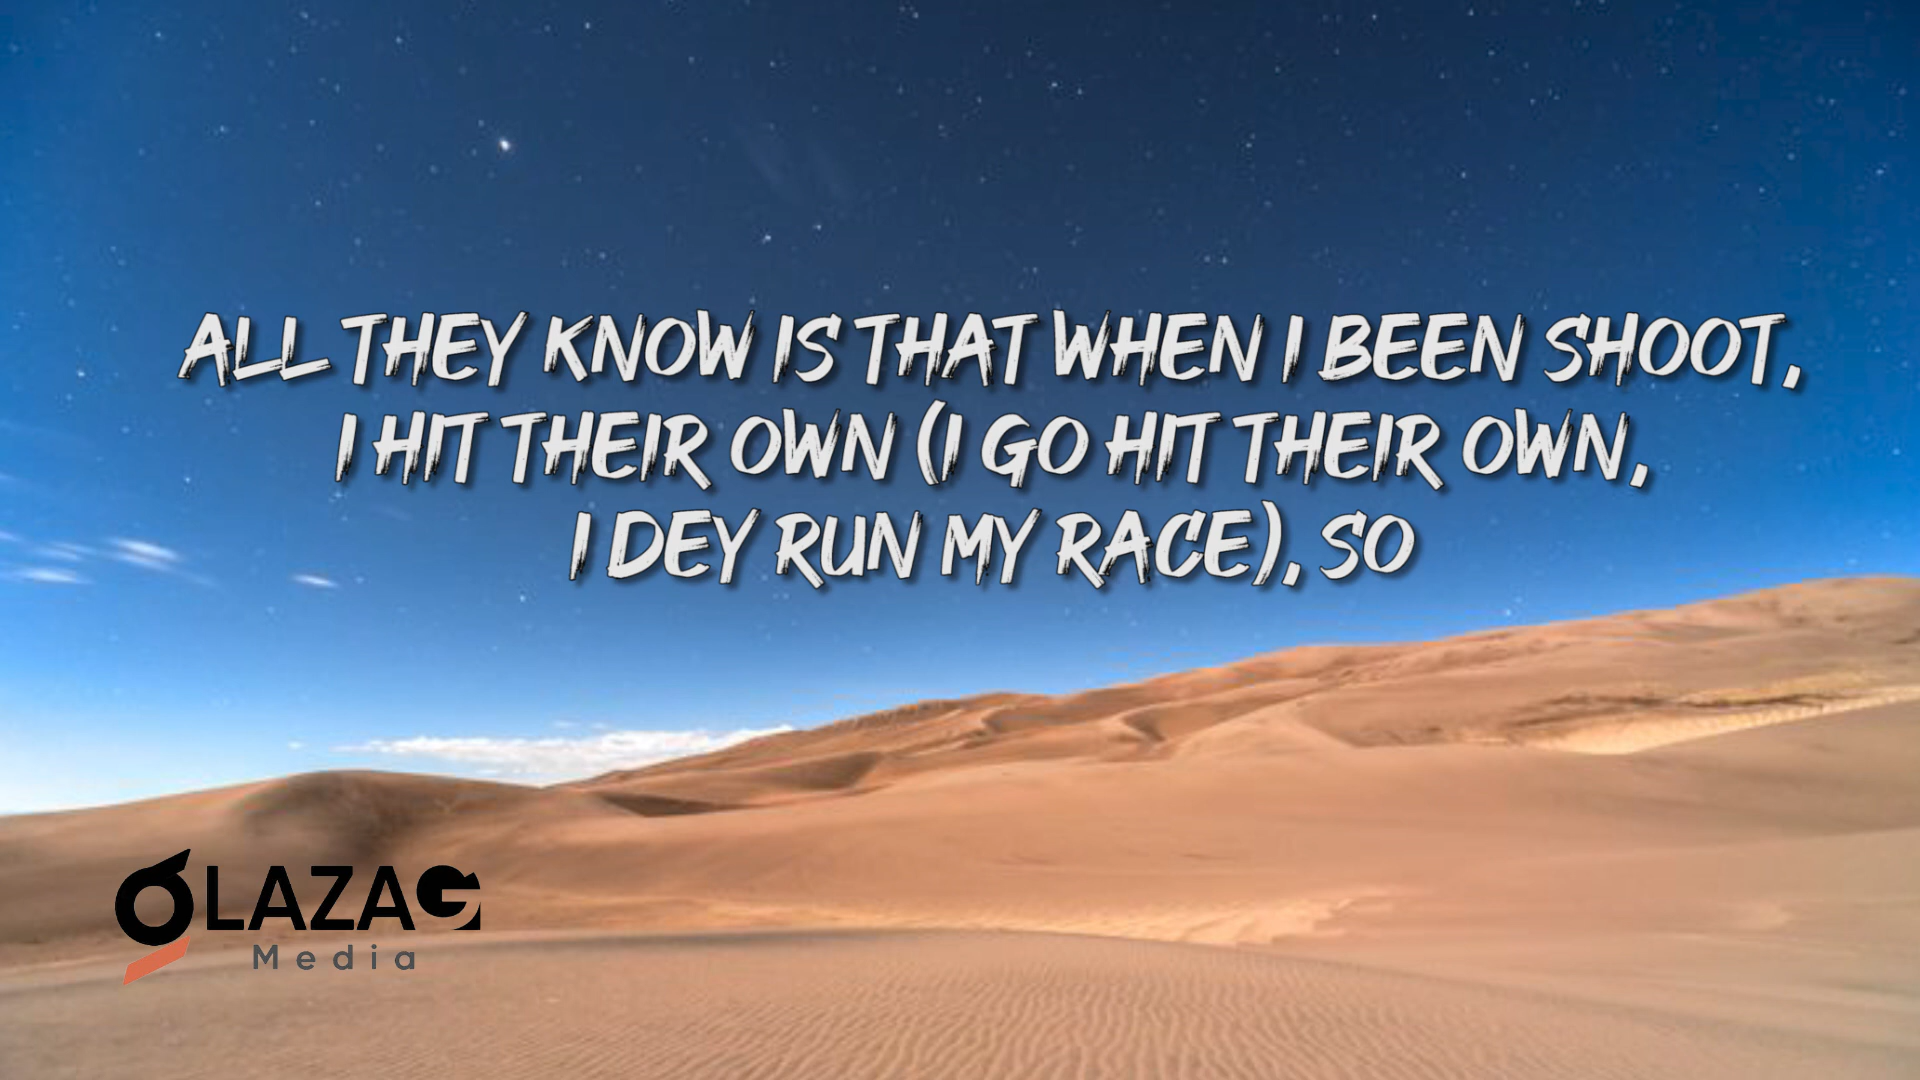 ALL THEY KNOW IS THAT WHEN I BEEN SHOOT,
I HIT THEIR OWN (I GO HIT THEIR OWN,
I DEY RUN MY RACE), SO
GLAZAG
Media